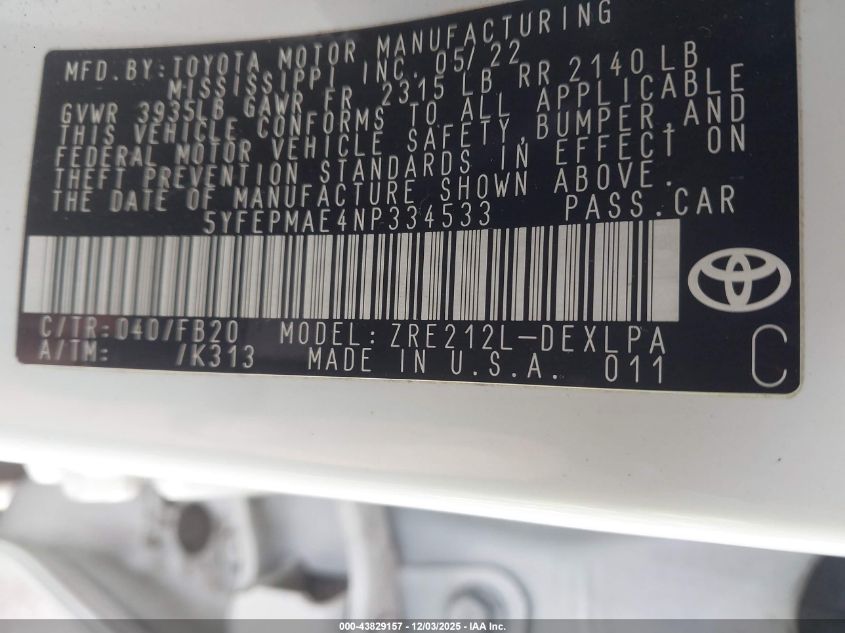 MFD.BY:TOYOTA MOTOR MANUFACTURING
MISSISSIPPI INC. 05/22
GVWR 3935LB GAWR FR 2315 LB RR 2140 LB
THIS VEHICLE CONFORMS TO ALL APPLICABLE
FEDERAL MOTOR VEHICLE SAFETY,BUMPER,AND
THEFT PREVENTION STANDARDS IN EFFECT ON
THE DATE OF MANUFACTURE SHOWN ABOVE.
5YFEPMAE4NP334533 PASS.CAR
C/TR:040/FB20 MODEL:ZRE212L-DEXLPA
A/TM: /K313 MADE IN U.S.A. 011 C
000-43829157 | 12/03/2025 | IAA Inc.